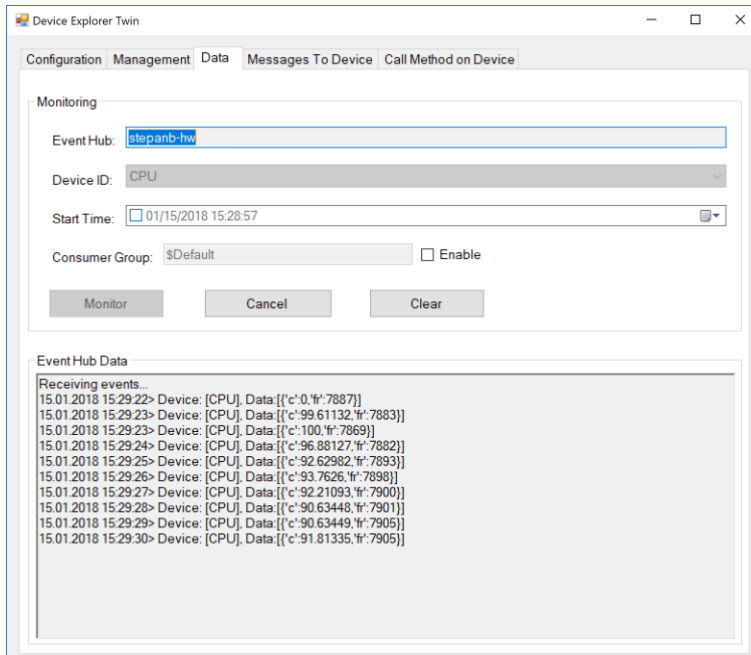 Device Explorer Twin
Configuration Management Data Messages To Device Call Method on Device
Monitoring
Event Hub: stepanb-hw
Device ID: CPU
Start Time: 01/15/2018 15:28:57
Consumer Group: $Default Enable
Monitor Cancel Clear
Event Hub Data
Receiving events...
15.01.2018 15:29:22> Device: [CPU], Data:[{'c':0,'fr':7887}]
15.01.2018 15:29:23> Device: [CPU], Data:[{'c':99.61132,'fr':7883}]
15.01.2018 15:29:23> Device: [CPU], Data:[{'c':100,'fr':7869}]
15.01.2018 15:29:24> Device: [CPU], Data:[{'c':96.88127,'fr':7882}]
15.01.2018 15:29:25> Device: [CPU], Data:[{'c':92.62982,'fr':7893}]
15.01.2018 15:29:26> Device: [CPU], Data:[{'c':93.7626,'fr':7898}]
15.01.2018 15:29:27> Device: [CPU], Data:[{'c':92.21093,'fr':7900}]
15.01.2018 15:29:28> Device: [CPU], Data:[{'c':90.63448,'fr':7901}]
15.01.2018 15:29:29> Device: [CPU], Data:[{'c':90.63449,'fr':7905}]
15.01.2018 15:29:30> Device: [CPU], Data:[{'c':91.81335,'fr':7905}]